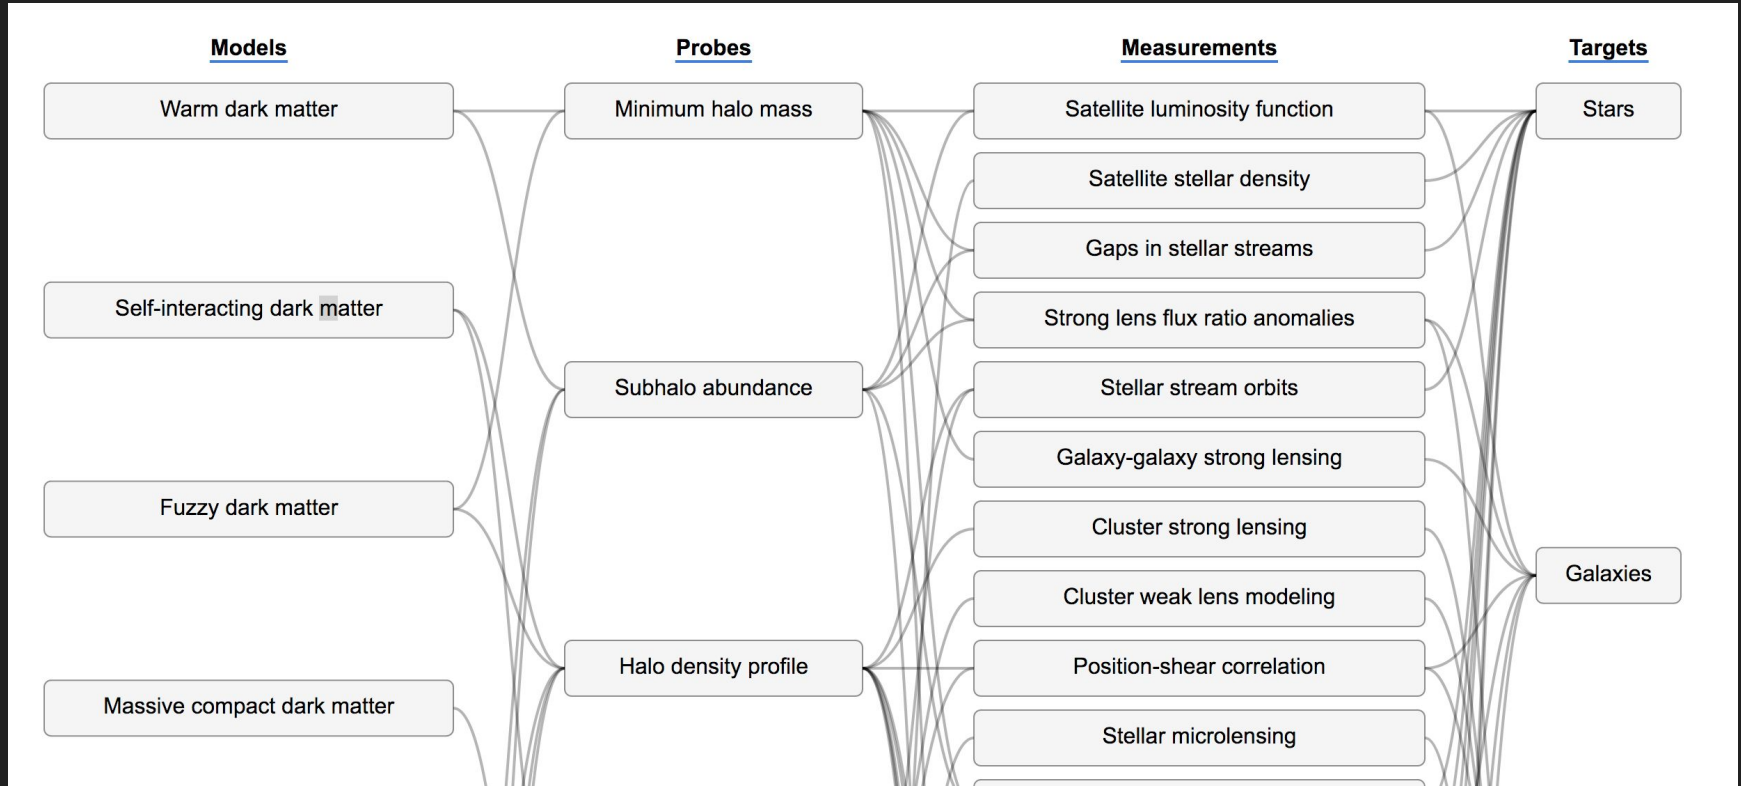 Models
Probes
Measurements
Targets
Warm dark matter
Minimum halo mass
Satellite luminosity function
Stars
Satellite stellar density
Gaps in stellar streams
Self-interacting dark matter
Strong lens flux ratio anomalies
Subhalo abundance
Stellar stream orbits
Galaxy-galaxy strong lensing
Fuzzy dark matter
Cluster strong lensing
Galaxies
Cluster weak lens modeling
Halo density profile
Position-shear correlation
Massive compact dark matter
Stellar microlensing